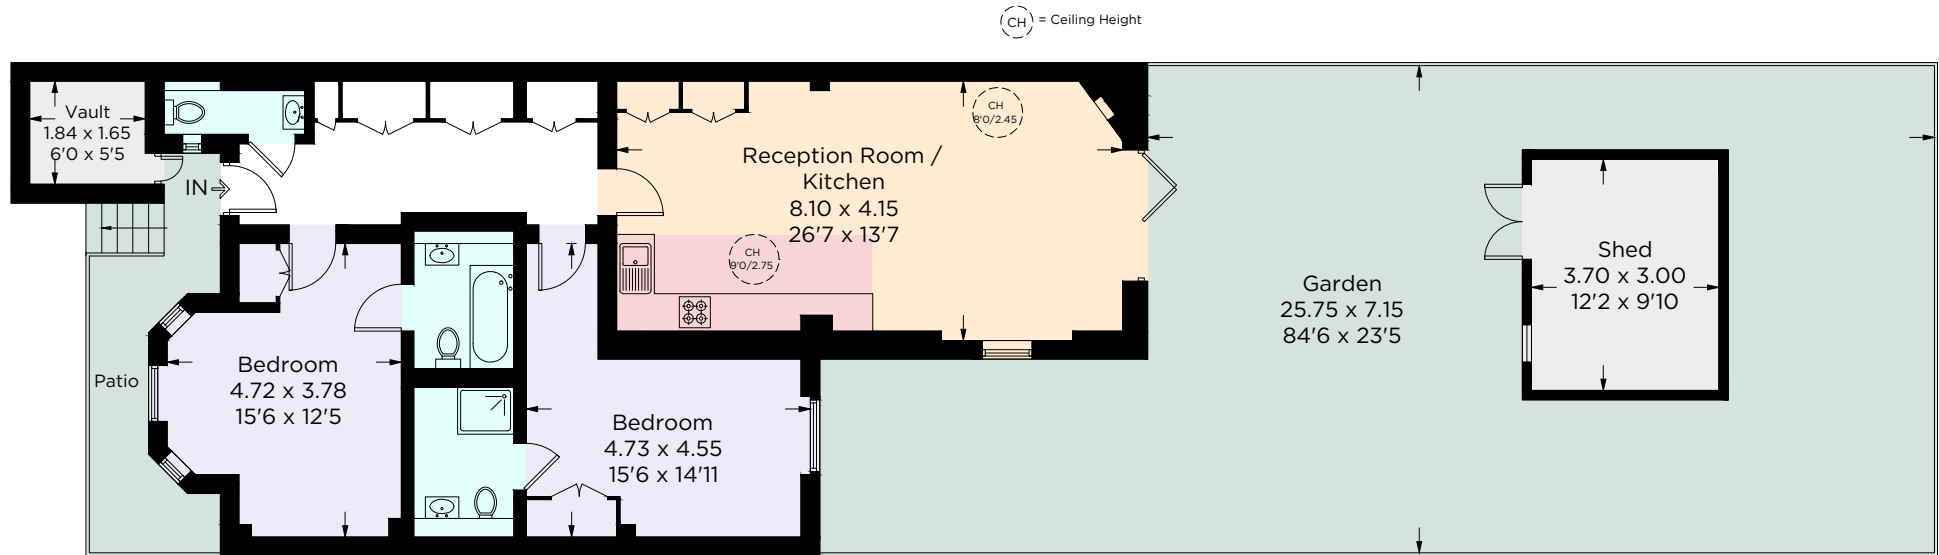 CH = Ceiling Height
Vault
1.84 x 1.65
6'0 x 5'5
IN
Reception Room /
Kitchen
8.10 x 4.15
26'7 x 13'7
CH
8'0/2.45
CH
9'0/2.75
Garden
25.75 x 7.15
84'6 x 23'5
Shed
3.70 x 3.00
12'2 x 9'10
Patio
Bedroom
4.72 x 3.78
15'6 x 12'5
Bedroom
4.73 x 4.55
15'6 x 14'11